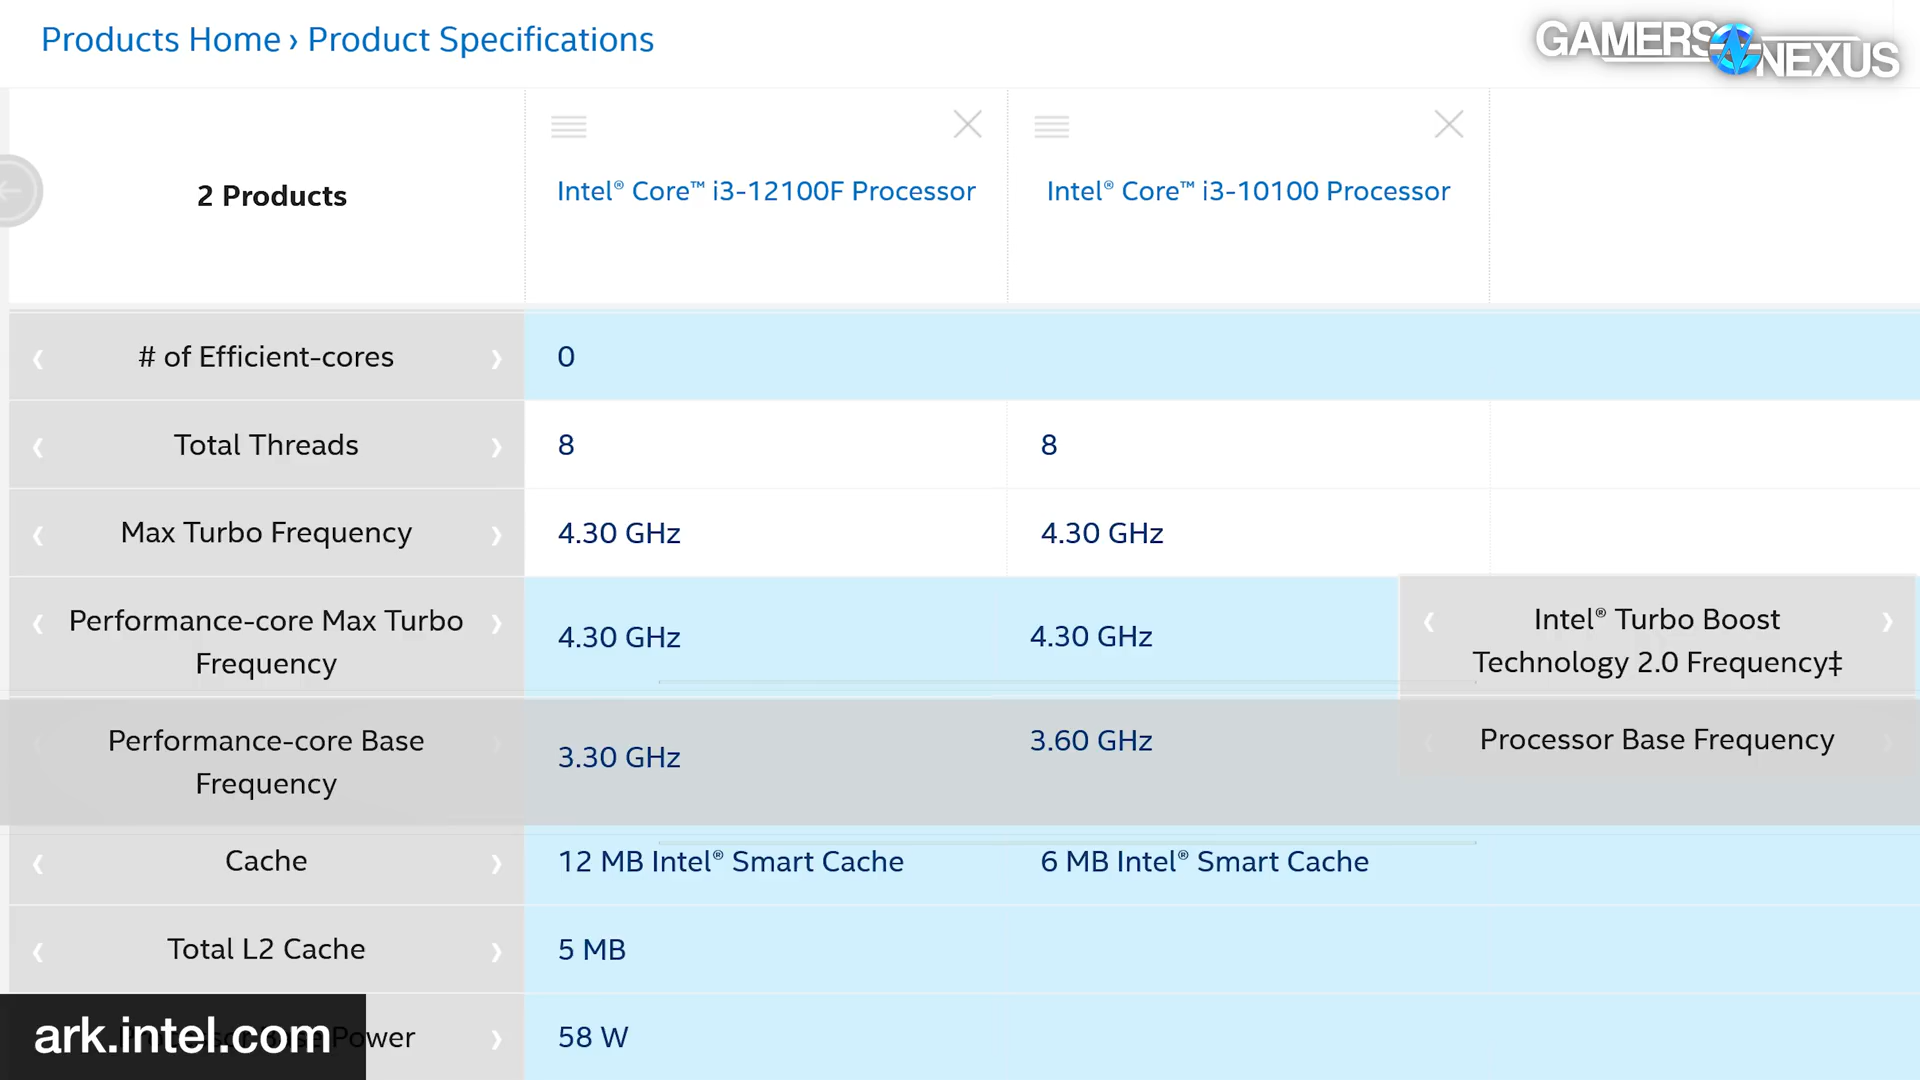 Products Home › Product Specifications
GAMERS NEXUS
2 Products
Intel® Core™ i3-12100F Processor
Intel® Core™ i3-10100 Processor
# of Efficient-cores
0
Total Threads
8
8
Max Turbo Frequency
4.30 GHz
4.30 GHz
Performance-core Max Turbo
Frequency
4.30 GHz
4.30 GHz
Intel® Turbo Boost
Technology 2.0 Frequency‡
Performance-core Base
Frequency
3.30 GHz
3.60 GHz
Processor Base Frequency
Cache
12 MB Intel® Smart Cache
6 MB Intel® Smart Cache
Total L2 Cache
5 MB
Power
58 W
ark.intel.com